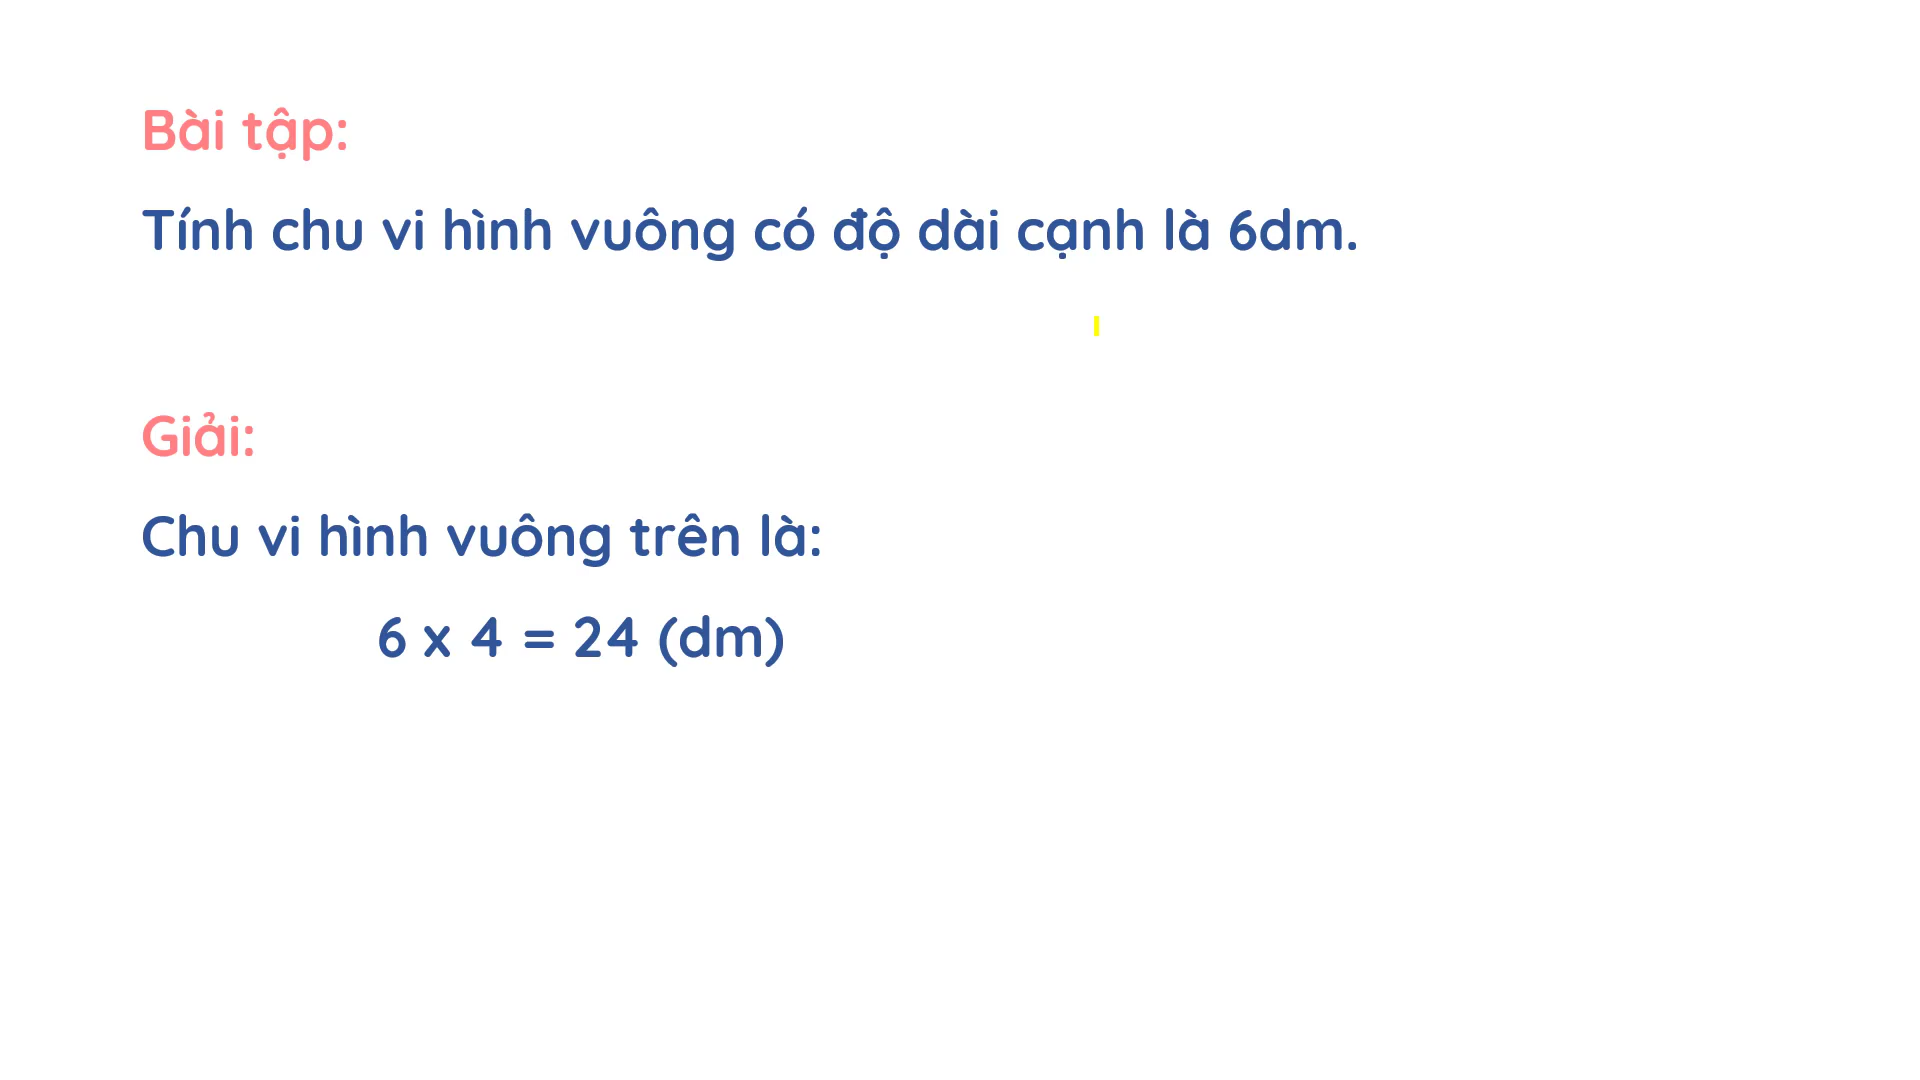 Bài tập:
Tính chu vi hình vuông có độ dài cạnh là 6dm.
Giải:
Chu vi hình vuông trên là:
6 x 4 = 24 (dm)